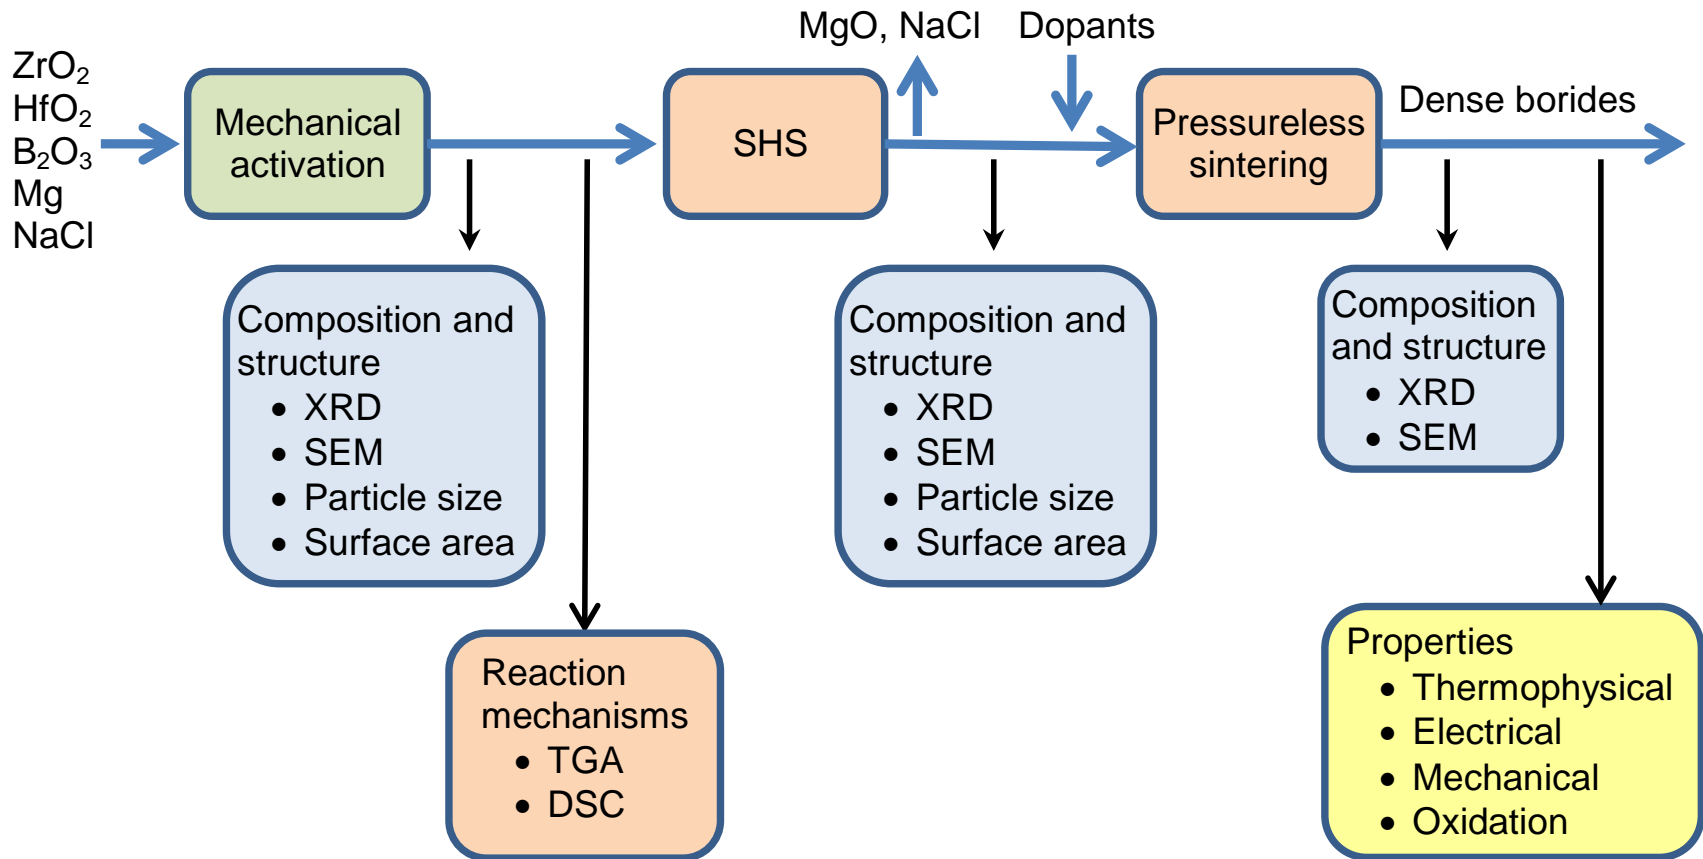 ZrO₂
HfO₂
B₂O₃
Mg
NaCl
Mechanical
activation
SHS
MgO, NaCl
Dopants
Pressureless
sintering
Dense borides
Composition and
structure
• XRD
• SEM
• Particle size
• Surface area
Reaction
mechanisms
• TGA
• DSC
Composition and
structure
• XRD
• SEM
• Particle size
• Surface area
Composition
and structure
• XRD
• SEM
Properties
• Thermophysical
• Electrical
• Mechanical
• Oxidation